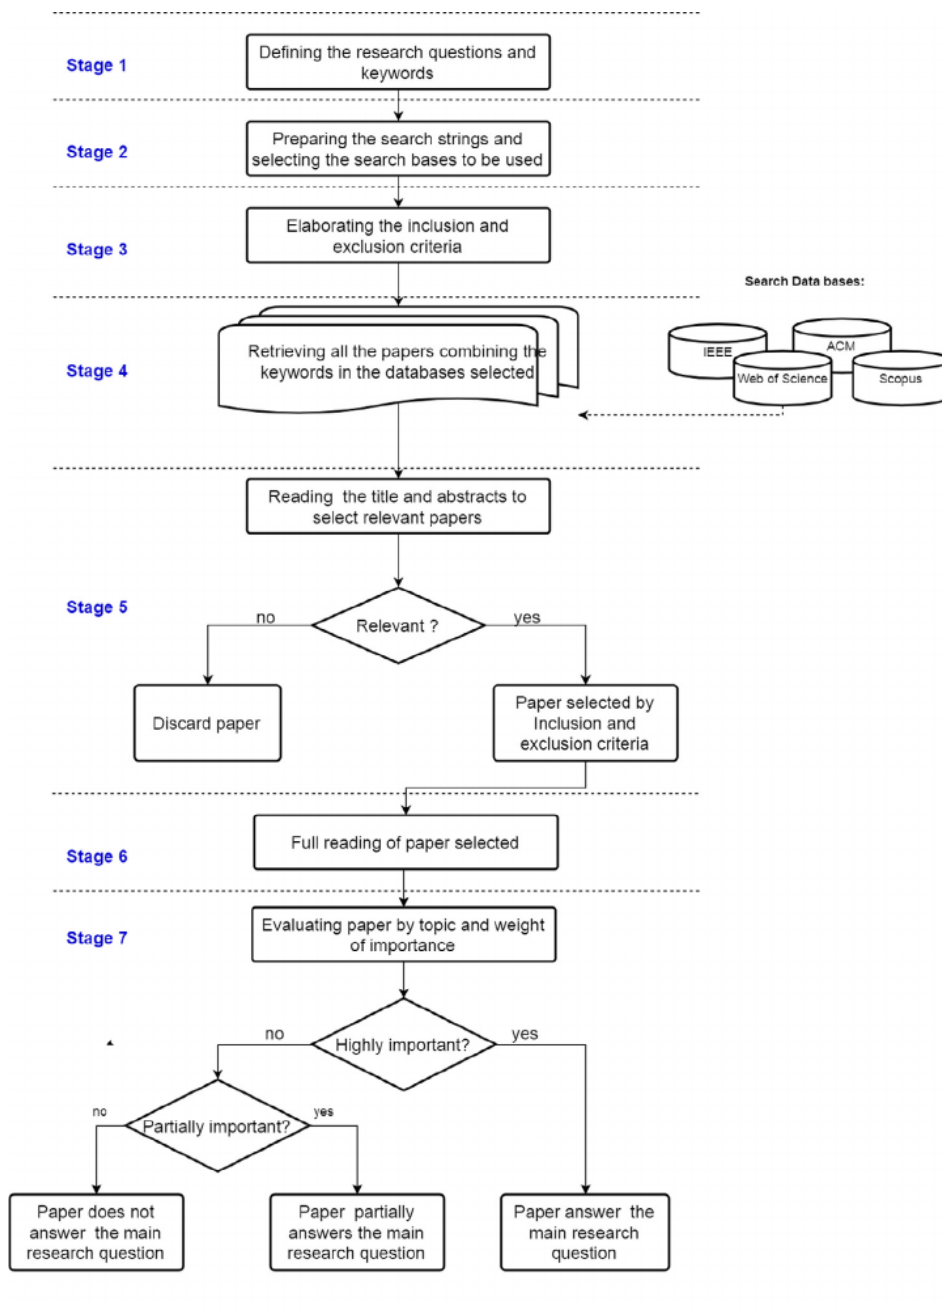 Stage 1
Defining the research questions and
keywords
Stage 2
Preparing the search strings and
selecting the search bases to be used
Stage 3
Elaborating the inclusion and
exclusion criteria
Search Data bases:
Stage 4
Retrieving all the papers combining the
keywords in the databases selected
IEEE
ACM
Web of Science
Scopus
Reading the title and abstracts to
select relevant papers
Stage 5
no
Relevant ?
yes
Discard paper
Paper selected by
Inclusion and
exclusion criteria
Stage 6
Full reading of paper selected
Stage 7
Evaluating paper by topic and weight
of importance
no
Highly important?
yes
no
Partially important?
yes
Paper does not
answer the main
research question
Paper partially
answers the main
research question
Paper answer the
main research
question